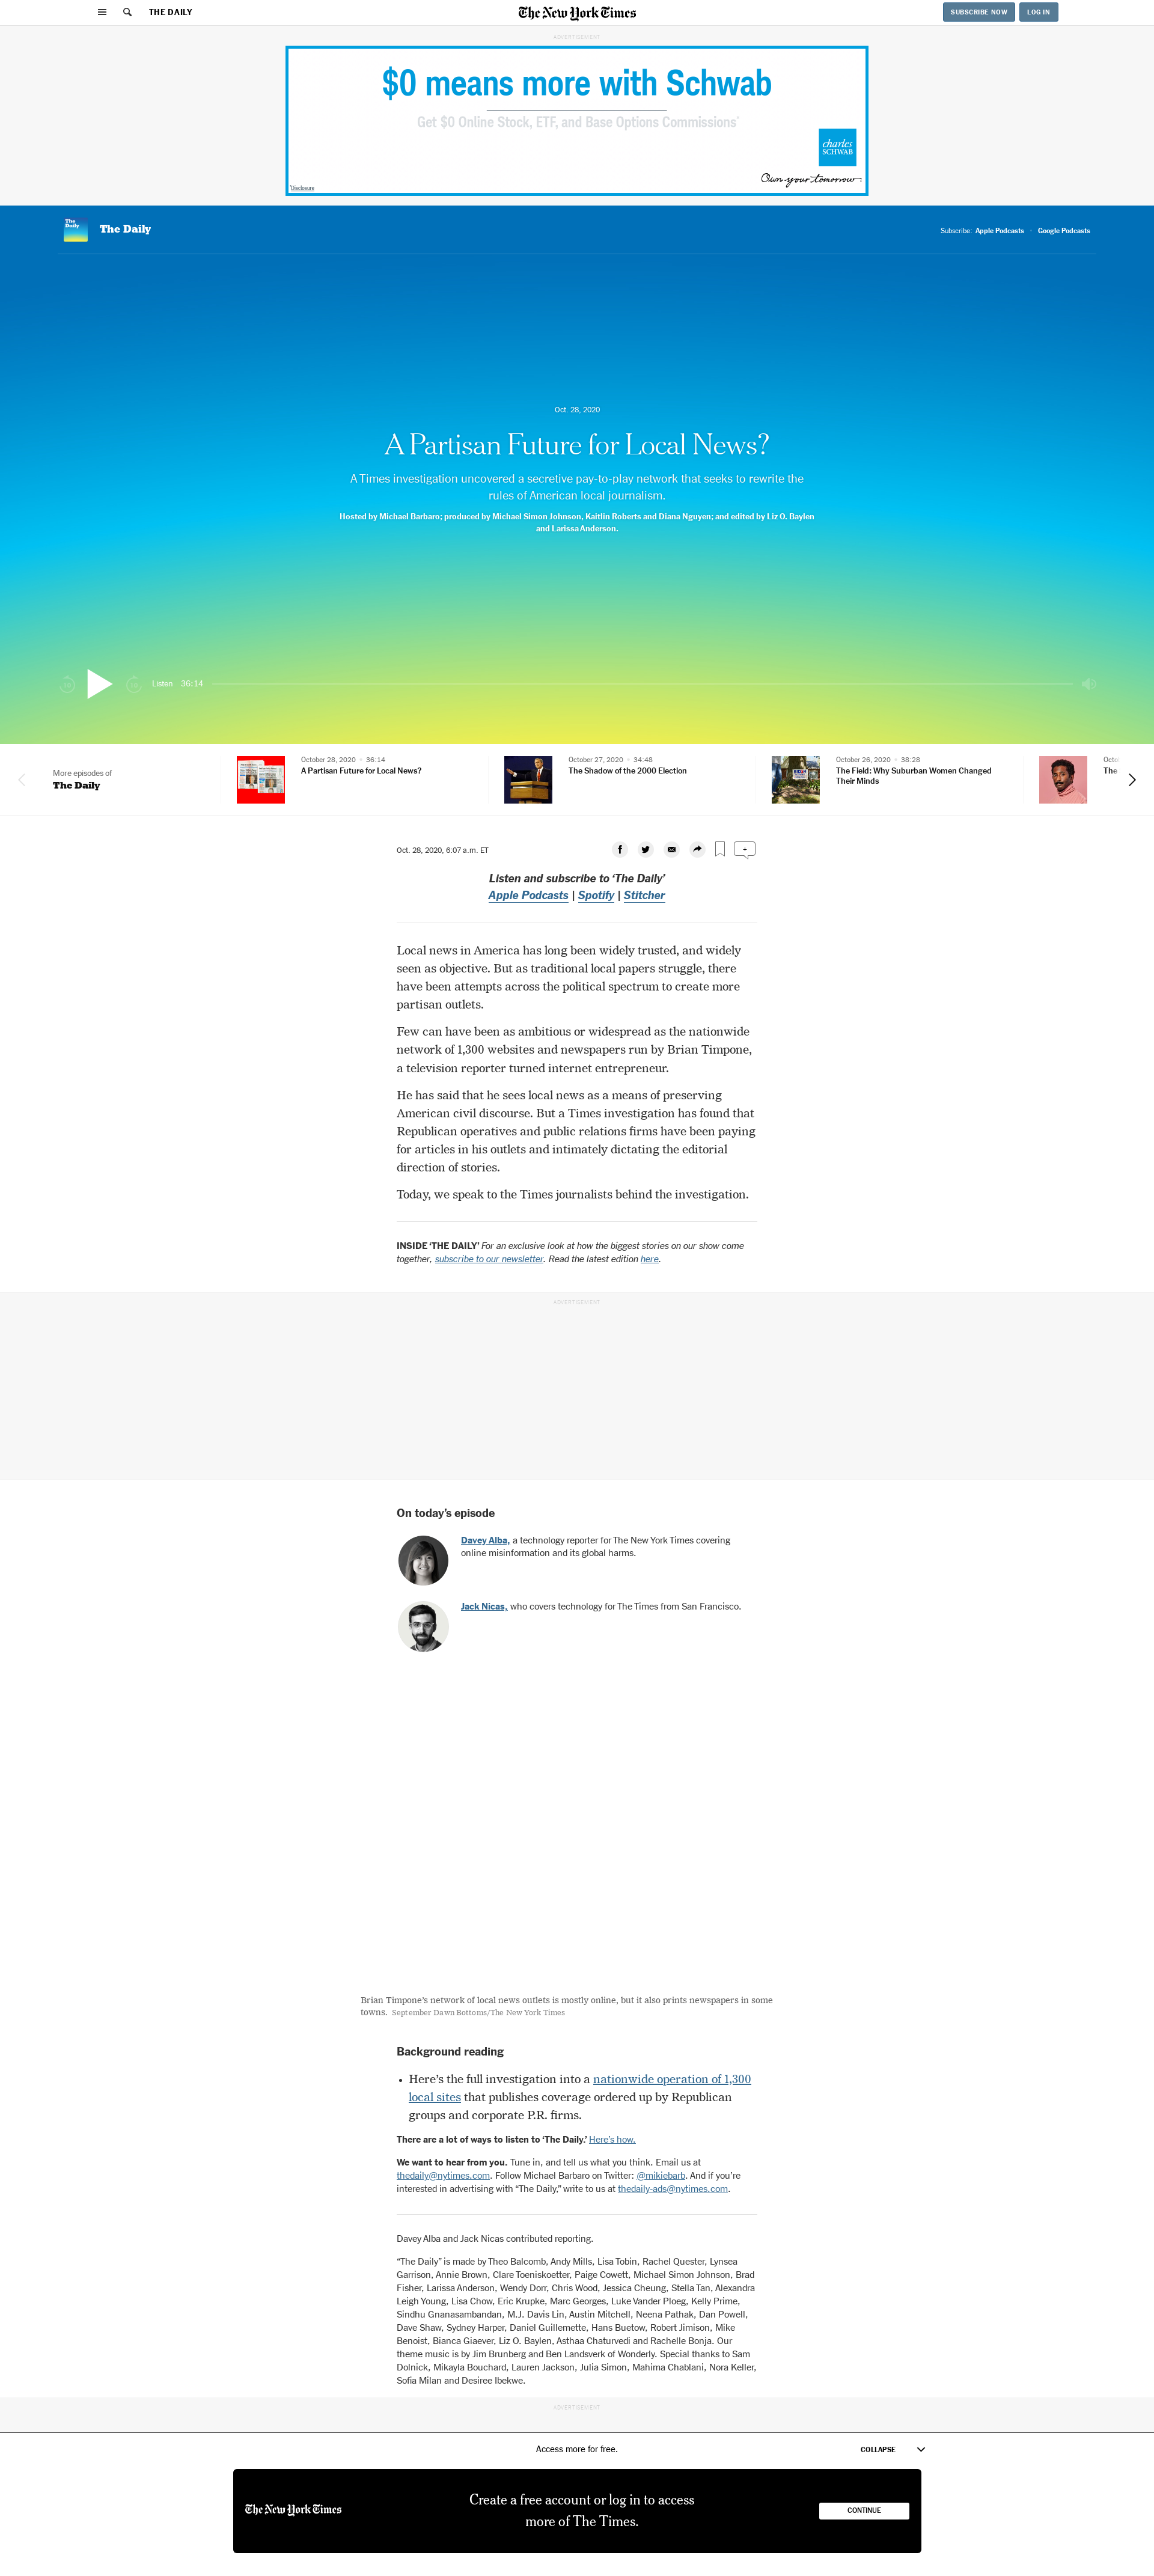 THE DAILY
The New York Times
SUBSCRIBE NOW
LOG IN
ADVERTISEMENT
$0 means more with Schwab
Get $0 Online Stock, ETF, and Base Options Commissions*
charles
SCHWAB
Own your tomorrow.
Disclosure
The
Daily
The Daily
Subscribe: Apple Podcasts · Google Podcasts
Oct. 28, 2020
A Partisan Future for Local News?
A Times investigation uncovered a secretive pay-to-play network that seeks to rewrite the
rules of American local journalism.
Hosted by Michael Barbaro; produced by Michael Simon Johnson, Kaitlin Roberts and Diana Nguyen; and edited by Liz O. Baylen
and Larissa Anderson.
Listen 36:14
More episodes of
The Daily
October 28, 2020 • 36:14
A Partisan Future for Local News?
October 27, 2020 • 34:48
The Shadow of the 2000 Election
October 26, 2020 • 38:28
The Field: Why Suburban Women Changed
Their Minds
Octo
The
Oct. 28, 2020, 6:07 a.m. ET
Listen and subscribe to ‘The Daily’
Apple Podcasts | Spotify | Stitcher
Local news in America has long been widely trusted, and widely
seen as objective. But as traditional local papers struggle, there
have been attempts across the political spectrum to create more
partisan outlets.
Few can have been as ambitious or widespread as the nationwide
network of 1,300 websites and newspapers run by Brian Timpone,
a television reporter turned internet entrepreneur.
He has said that he sees local news as a means of preserving
American civil discourse. But a Times investigation has found that
Republican operatives and public relations firms have been paying
for articles in his outlets and intimately dictating the editorial
direction of stories.
Today, we speak to the Times journalists behind the investigation.
INSIDE ‘THE DAILY’ For an exclusive look at how the biggest stories on our show come
together, subscribe to our newsletter. Read the latest edition here.
ADVERTISEMENT
On today’s episode
Davey Alba, a technology reporter for The New York Times covering
online misinformation and its global harms.
Jack Nicas, who covers technology for The Times from San Francisco.
Brian Timpone’s network of local news outlets is mostly online, but it also prints newspapers in some
towns. September Dawn Bottoms/The New York Times
Background reading
• Here’s the full investigation into a nationwide operation of 1,300
local sites that publishes coverage ordered up by Republican
groups and corporate P.R. firms.
There are a lot of ways to listen to ‘The Daily.’ Here’s how.
We want to hear from you. Tune in, and tell us what you think. Email us at
thedaily@nytimes.com. Follow Michael Barbaro on Twitter: @mikiebarb. And if you’re
interested in advertising with “The Daily,” write to us at thedaily-ads@nytimes.com.
Davey Alba and Jack Nicas contributed reporting.
“The Daily” is made by Theo Balcomb, Andy Mills, Lisa Tobin, Rachel Quester, Lynsea
Garrison, Annie Brown, Clare Toeniskoetter, Paige Cowett, Michael Simon Johnson, Brad
Fisher, Larissa Anderson, Wendy Dorr, Chris Wood, Jessica Cheung, Stella Tan, Alexandra
Leigh Young, Lisa Chow, Eric Krupke, Marc Georges, Luke Vander Ploeg, Kelly Prime,
Sindhu Gnanasambandan, M.J. Davis Lin, Austin Mitchell, Neena Pathak, Dan Powell,
Dave Shaw, Sydney Harper, Daniel Guillemette, Hans Buetow, Robert Jimison, Mike
Benoist, Bianca Giaever, Liz O. Baylen, Asthaa Chaturvedi and Rachelle Bonja. Our
theme music is by Jim Brunberg and Ben Landsverk of Wonderly. Special thanks to Sam
Dolnick, Mikayla Bouchard, Lauren Jackson, Julia Simon, Mahima Chablani, Nora Keller,
Sofia Milan and Desiree Ibekwe.
ADVERTISEMENT
Access more for free.
COLLAPSE
The New York Times
Create a free account or log in to access
more of The Times.
CONTINUE